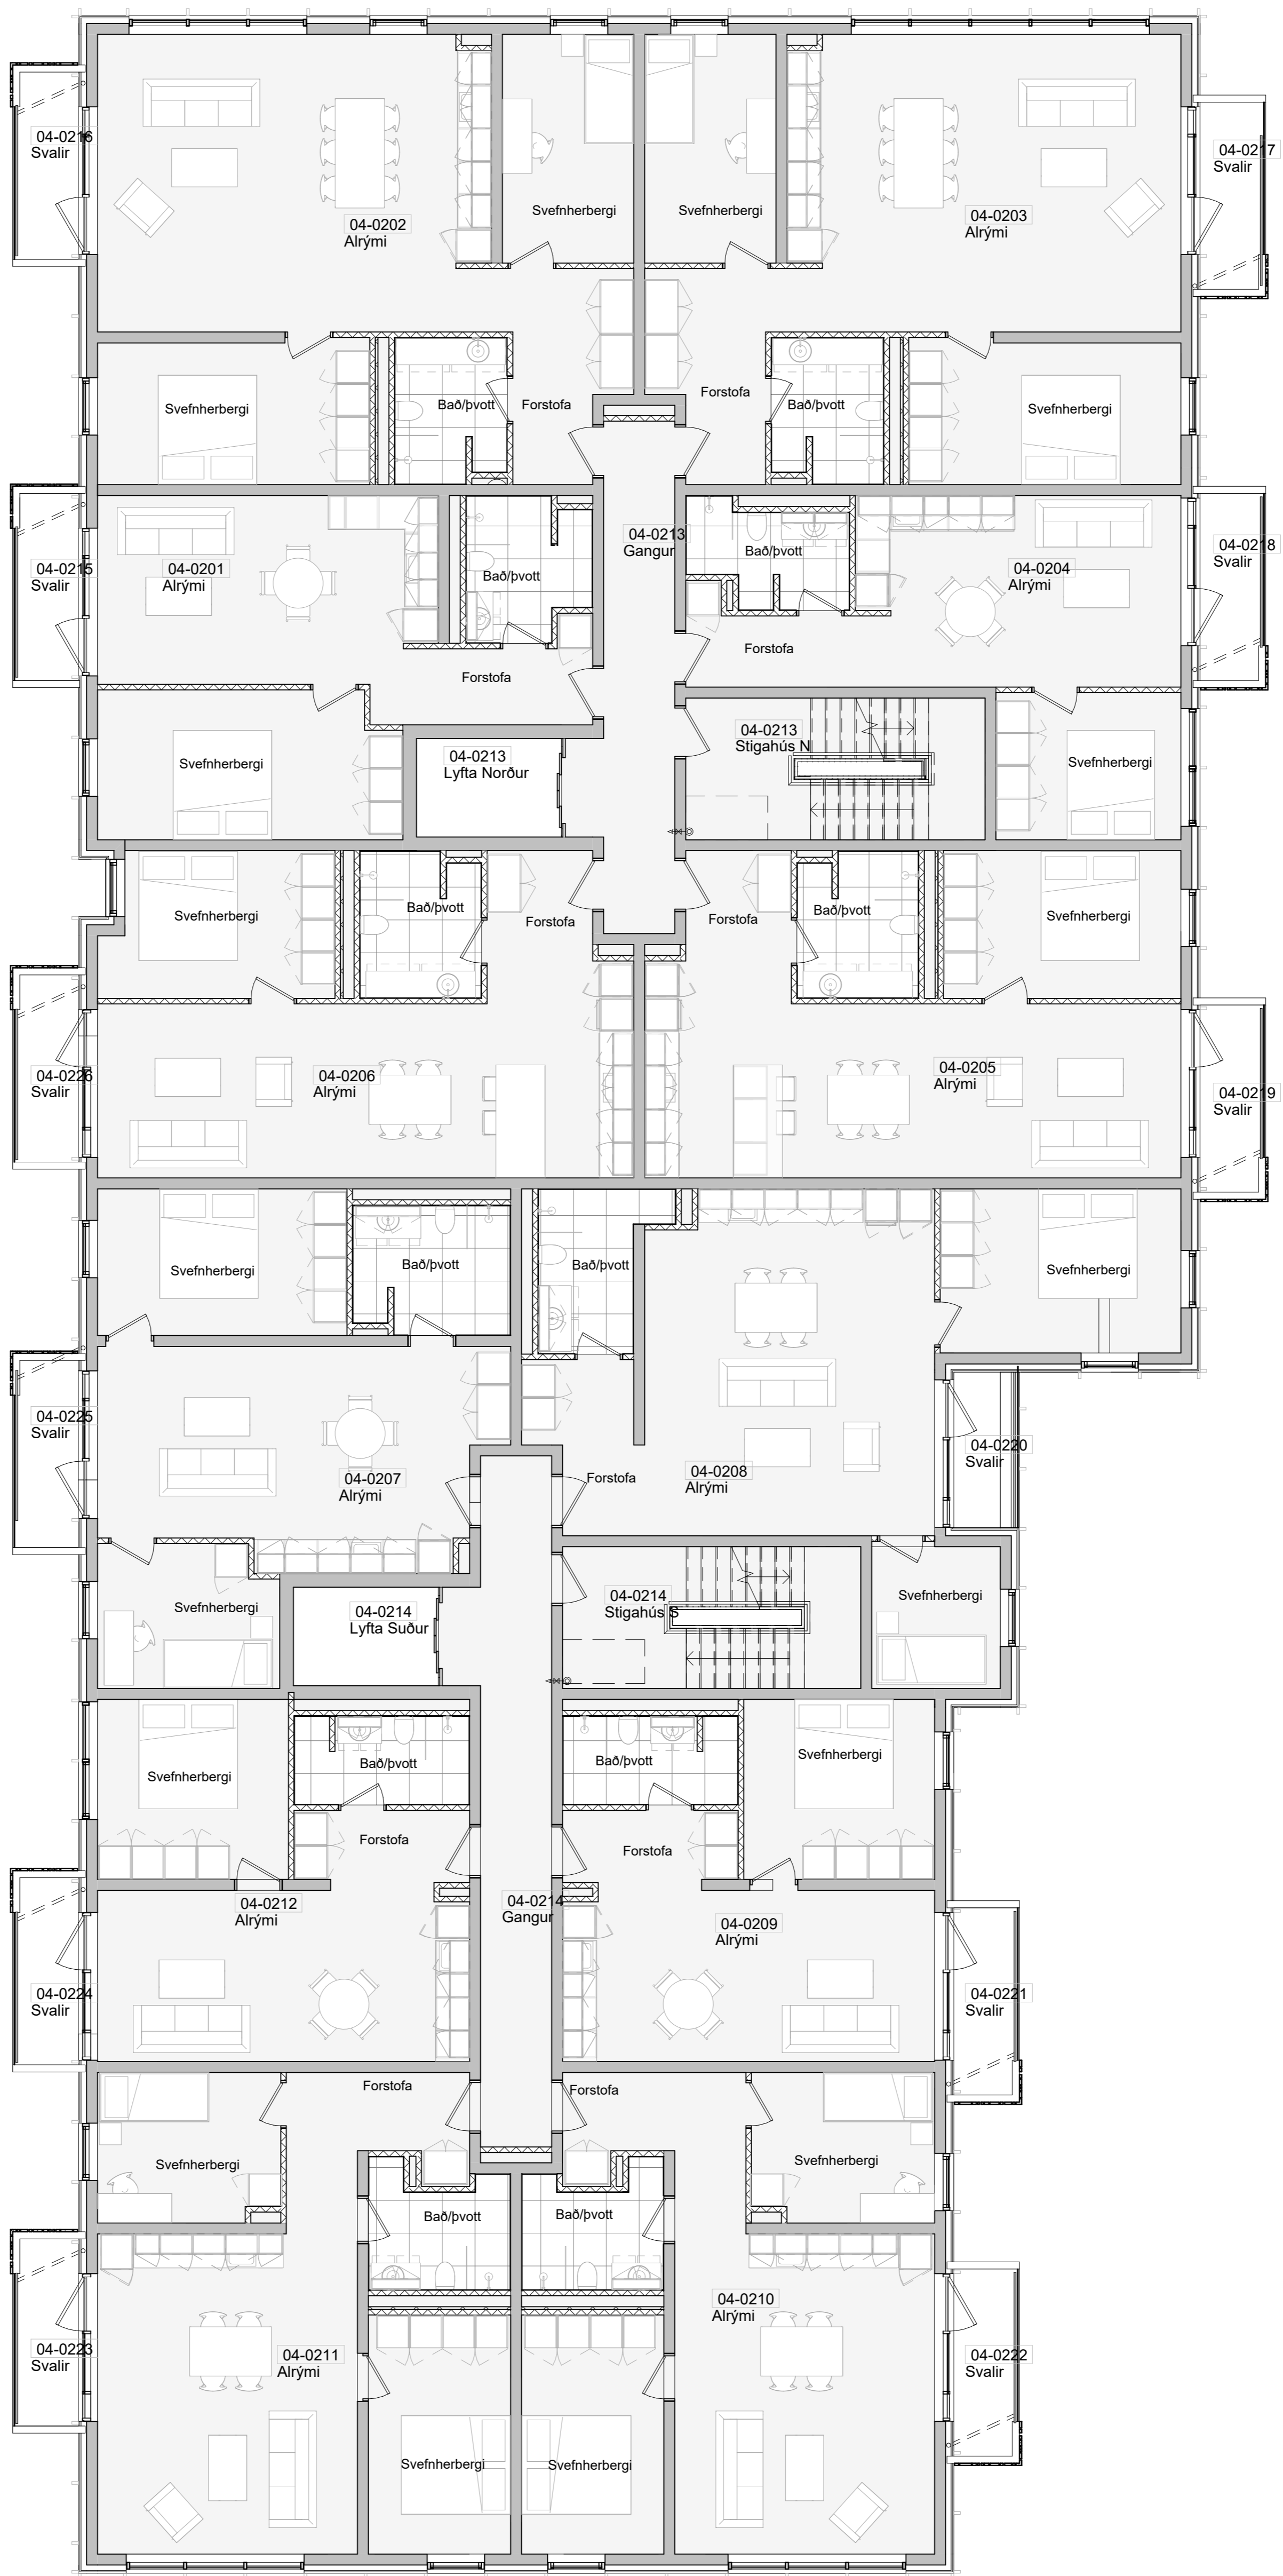 04-0216
Svalir
04-0202
Alrými
Svefnherbergi
Svefnherbergi
04-0203
Alrými
04-0217
Svalir
Svefnherbergi
Bað/þvott
Forstofa
Forstofa
Bað/þvott
Svefnherbergi
04-0215
Svalir
04-0201
Alrými
Bað/þvott
04-0213
Gangur
Bað/þvott
04-0204
Alrými
04-0218
Svalir
Forstofa
Forstofa
Svefnherbergi
04-0213
Lyfta Norður
04-0213
Stigahús N
Svefnherbergi
Svefnherbergi
Bað/þvott
Forstofa
Forstofa
Bað/þvott
Svefnherbergi
04-0226
Svalir
04-0206
Alrými
04-0205
Alrými
04-0219
Svalir
Svefnherbergi
Bað/þvott
Bað/þvott
Svefnherbergi
04-0225
Svalir
04-0207
Alrými
Forstofa
04-0208
Alrými
04-0220
Svalir
Svefnherbergi
04-0214
Lyfta Suður
04-0214
Stigahús S
Svefnherbergi
Svefnherbergi
Bað/þvott
Bað/þvott
Svefnherbergi
Forstofa
Forstofa
04-0212
Alrými
04-0214
Gangur
04-0209
Alrými
04-0224
Svalir
04-0221
Svalir
Forstofa
Forstofa
Svefnherbergi
Svefnherbergi
Bað/þvott
Bað/þvott
04-0223
Svalir
04-0211
Alrými
04-0210
Alrými
04-0222
Svalir
Svefnherbergi
Svefnherbergi